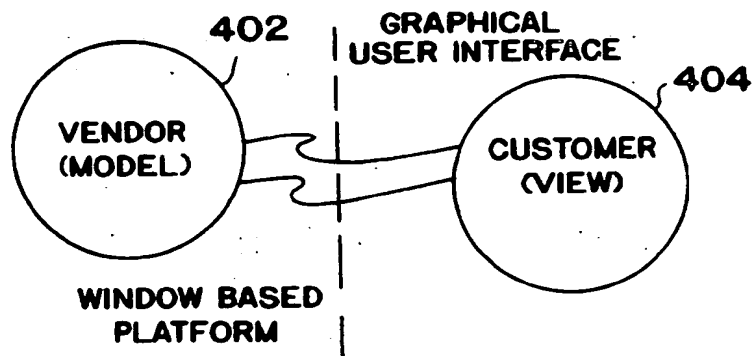 402
GRAPHICAL
USER INTERFACE
404
VENDOR
(MODEL)
CUSTOMER
(VIEW)
WINDOW BASED
PLATFORM